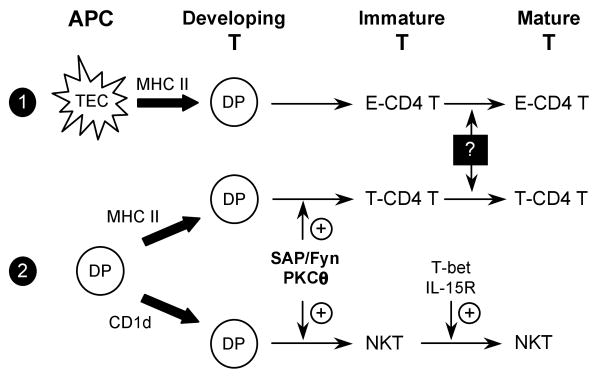 APC
Developing T
Immature T
Mature T
1
TEC
MHC II
DP
E-CD4 T
E-CD4 T
?
MHC II
DP
T-CD4 T
T-CD4 T
+
2
DP
SAP/Fyn
PKCθ
T-bet
IL-15R
CD1d
+
+
DP
NKT
NKT